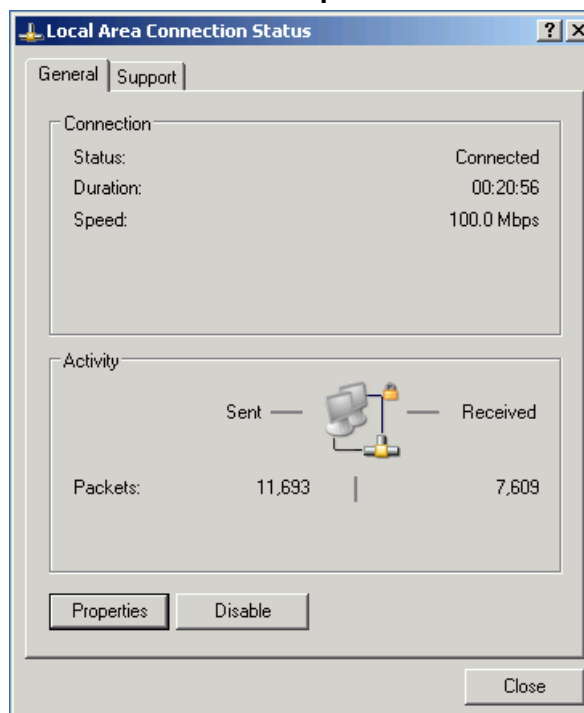 Local Area Connection Status
General Support
Connection
Status: Connected
Duration: 00:20:56
Speed: 100.0 Mbps
Activity
Sent — — Received
Packets: 11,693 | 7,609
Properties Disable
Close